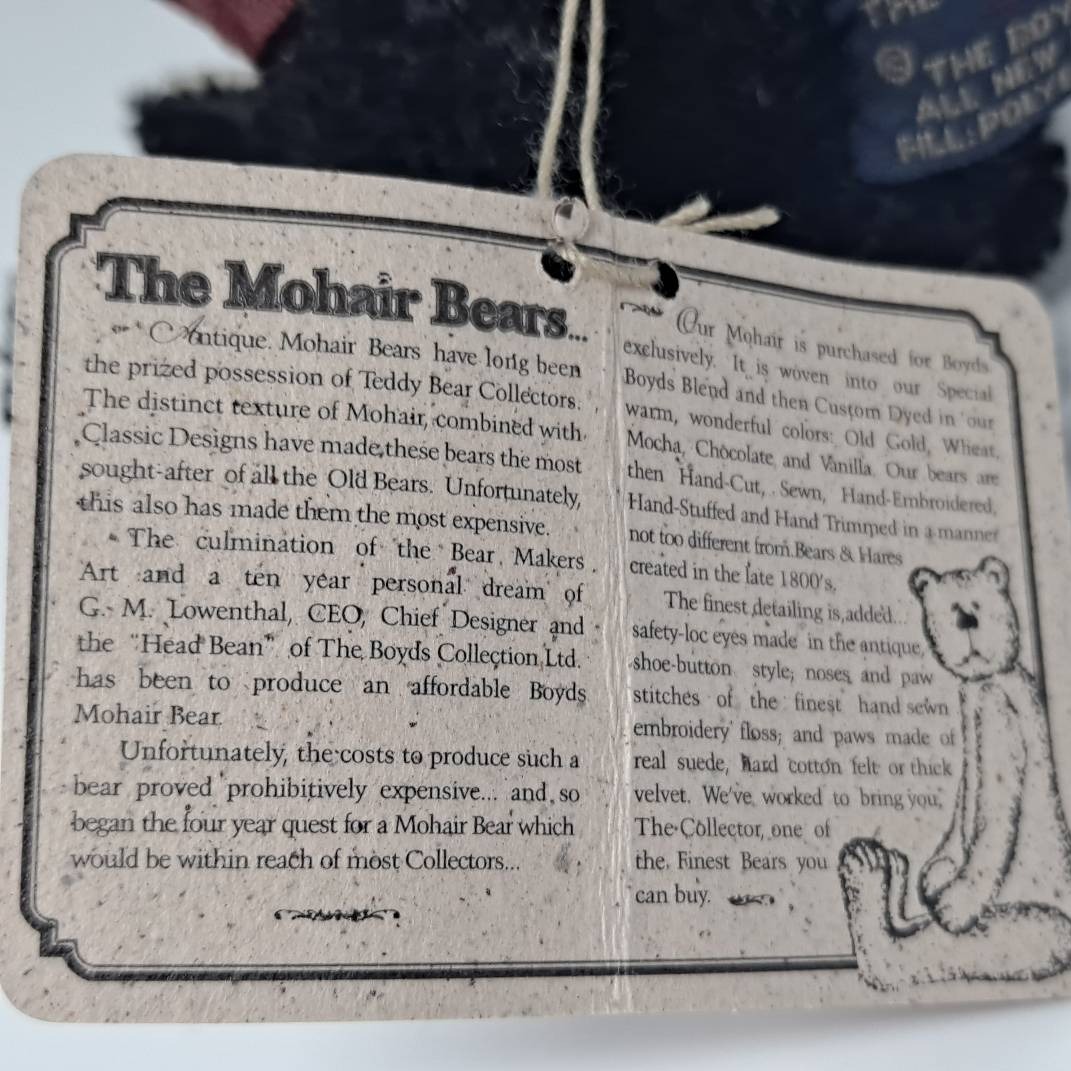 THE
© THE BOY
ALL NEW
FILL: POLYE
The Mohair Bears...
Antique Mohair Bears have long been
the prized possession of Teddy Bear Collectors.
The distinct texture of Mohair, combined with
Classic Designs have made these bears the most
sought-after of all the Old Bears. Unfortunately,
this also has made them the most expensive.
The culmination of the Bear Makers
Art and a ten year personal dream of
G. M. Lowenthal, CEO, Chief Designer and
the "Head Bean" of The Boyds Collection Ltd.
has been to produce an affordable Boyds
Mohair Bear.
Unfortunately, the costs to produce such a
bear proved prohibitively expensive... and so
began the four year quest for a Mohair Bear which
would be within reach of most Collectors...
Our Mohair is purchased for Boyds
exclusively. It is woven into our Special
Boyds Blend and then Custom Dyed in our
warm, wonderful colors: Old Gold, Wheat,
Mocha, Chocolate and Vanilla. Our bears are
then Hand-Cut, Sewn, Hand-Embroidered,
Hand-Stuffed and Hand Trimmed in a manner
not too different from Bears & Hares
created in the late 1800's.
The finest detailing is added...
safety-loc eyes made in the antique,
shoe-button style; noses and paw
stitches of the finest hand sewn
embroidery floss; and paws made of
real suede, hard cotton felt or thick
velvet. We've worked to bring you,
The Collector, one of
the Finest Bears you
can buy.